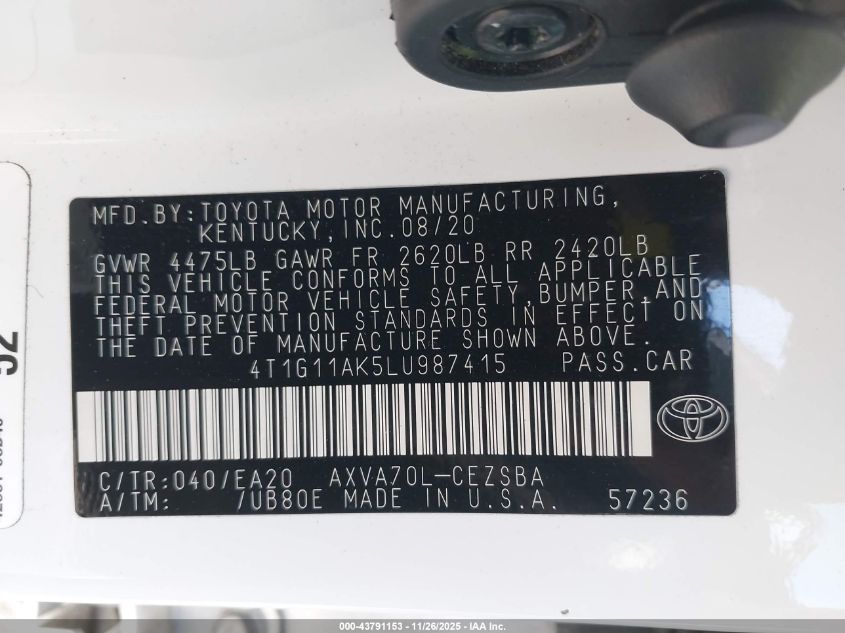 MFD.BY:TOYOTA MOTOR MANUFACTURING,
KENTUCKY,INC.08/20
GVWR 4475LB GAWR FR 2620LB RR 2420LB
THIS VEHICLE CONFORMS TO ALL APPLICABLE
FEDERAL MOTOR VEHICLE SAFETY,BUMPER,AND
THEFT PREVENTION STANDARDS IN EFFECT ON
THE DATE OF MANUFACTURE SHOWN ABOVE.
4T1G11AK5LU987415 PASS.CAR
C/TR:040/EA20 AXVA70L-CEZSBA
A/TM: /UB80E MADE IN U.S.A. 57236
52
000-43791153 - 11/26/2025 - IAA Inc.